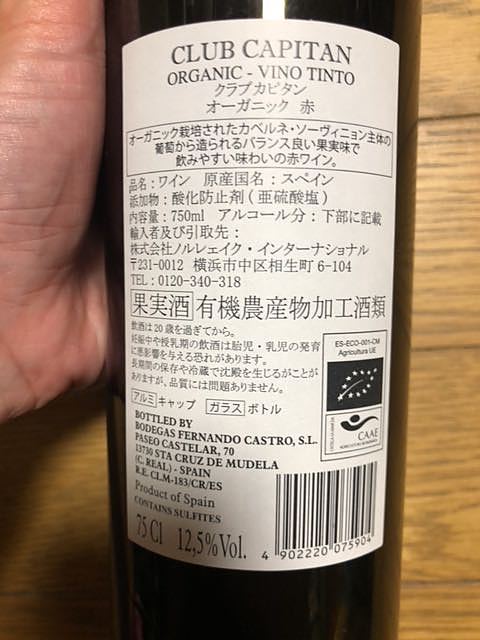 CLUB CAPITAN
ORGANIC - VINO TINTO
クラブカピタン
オーガニック 赤
オーガニック栽培されたカベルネ・ソーヴィニョン主体の
葡萄から造られるバランス良い果実味で
飲みやすい味わいの赤ワイン。
品名：ワイン 原産国名：スペイン
添加物：酸化防止剤(亜硫酸塩)
内容量：750ml アルコール分：下部に記載
輸入者及び引取先：
株式会社ノルレェイク・インターナショナル
〒231-0012 横浜市中区相生町 6-104
TEL：0120-340-318
果実酒 有機農産物加工酒類
飲酒は20歳を過ぎてから。
妊娠中や授乳期の飲酒は胎児・乳児の発育
に悪影響を与える恐れがあります。
長期間の保存や冷蔵で沈殿を生じるがことが
ありますが、品質には問題ありません。
アルミ キャップ ガラス ボトル
ES-ECO-001-CM
Agricultura UE
CAAE
BOTTLED BY
BODEGAS FERNANDO CASTRO, S.L.
PASEO CASTELAR, 70
13730 STA CRUZ DE MUDELA
(C. REAL) - SPAIN
R.E. CLM-183/CR/ES
Product of Spain
CONTAINS SULFITES
75 Cl 12,5%Vol.
4 902220 075904